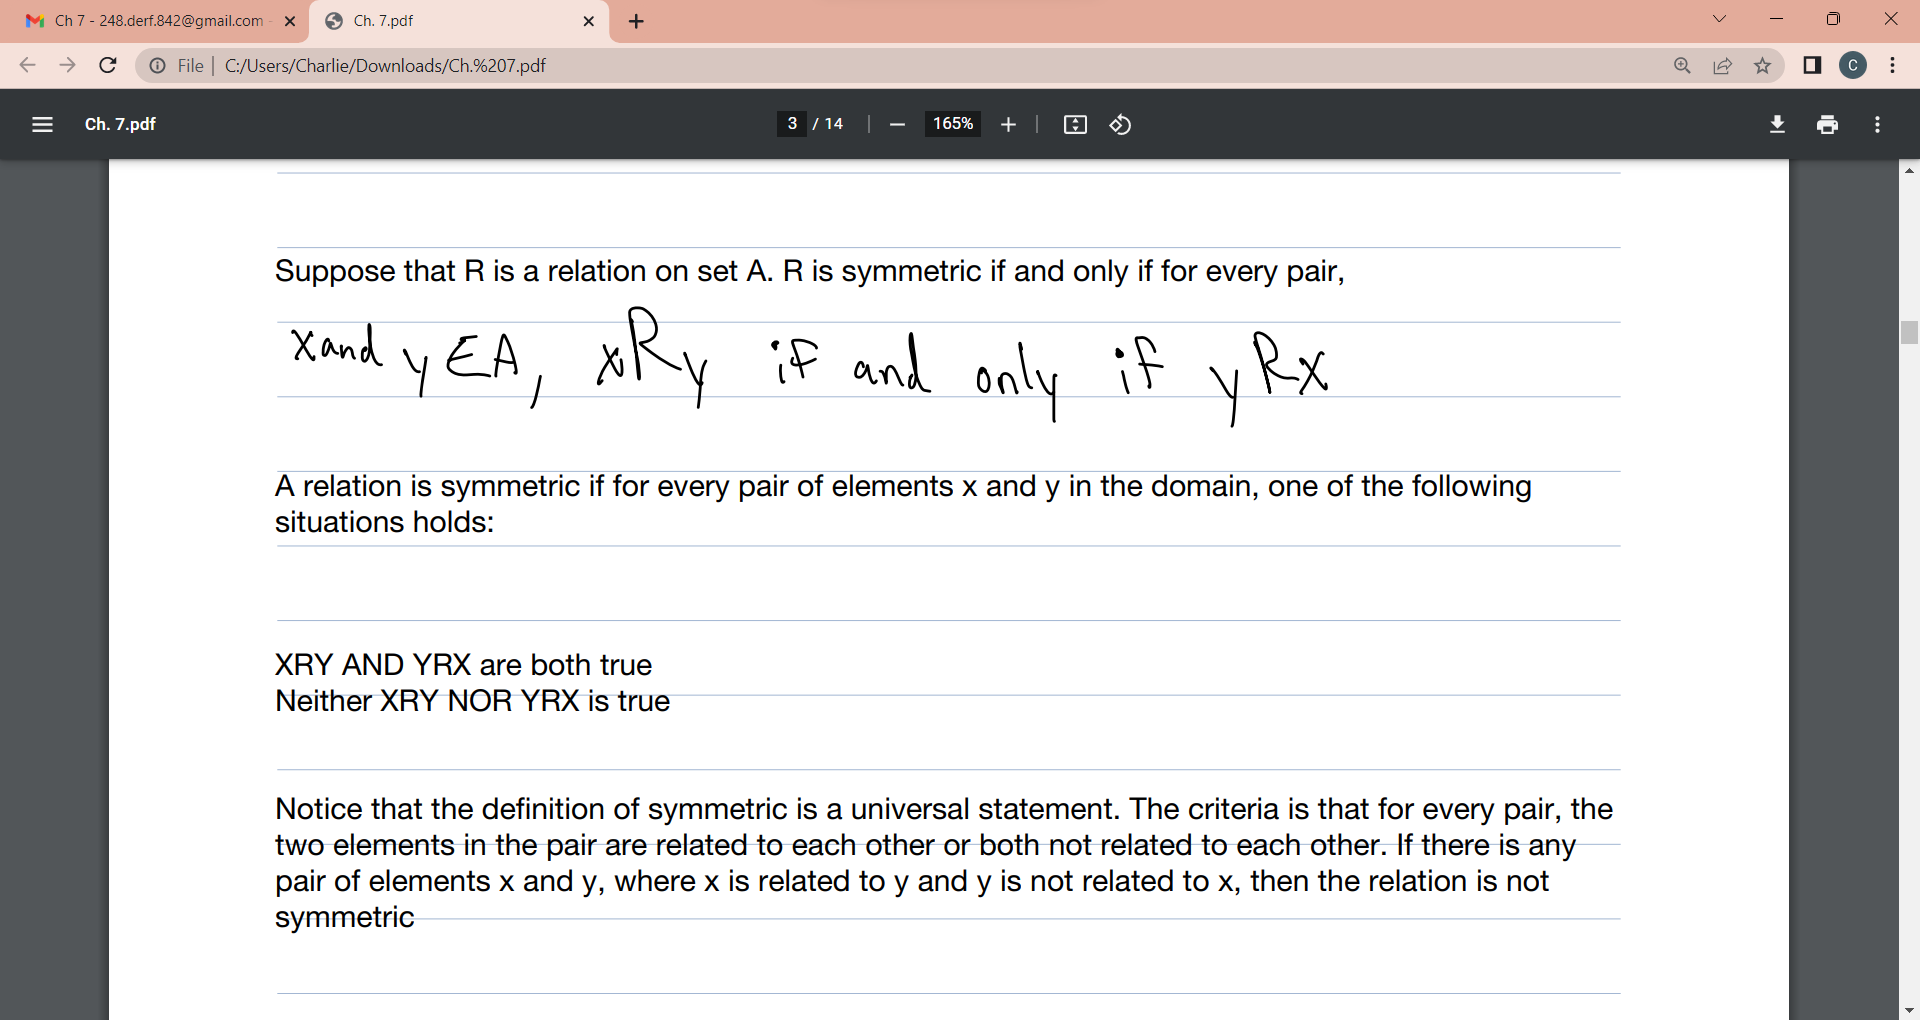 Ch 7 - 248.derf.842@gmail.com -
Ch. 7.pdf
File | C:/Users/Charlie/Downloads/Ch.%207.pdf
C
Ch. 7.pdf
3 / 14
165%
Suppose that R is a relation on set A. R is symmetric if and only if for every pair,
x and y ∈ A, xRy if and only if yRx
A relation is symmetric if for every pair of elements x and y in the domain, one of the following
situations holds:
XRY AND YRX are both true
Neither XRY NOR YRX is true
Notice that the definition of symmetric is a universal statement. The criteria is that for every pair, the
two elements in the pair are related to each other or both not related to each other. If there is any
pair of elements x and y, where x is related to y and y is not related to x, then the relation is not
symmetric